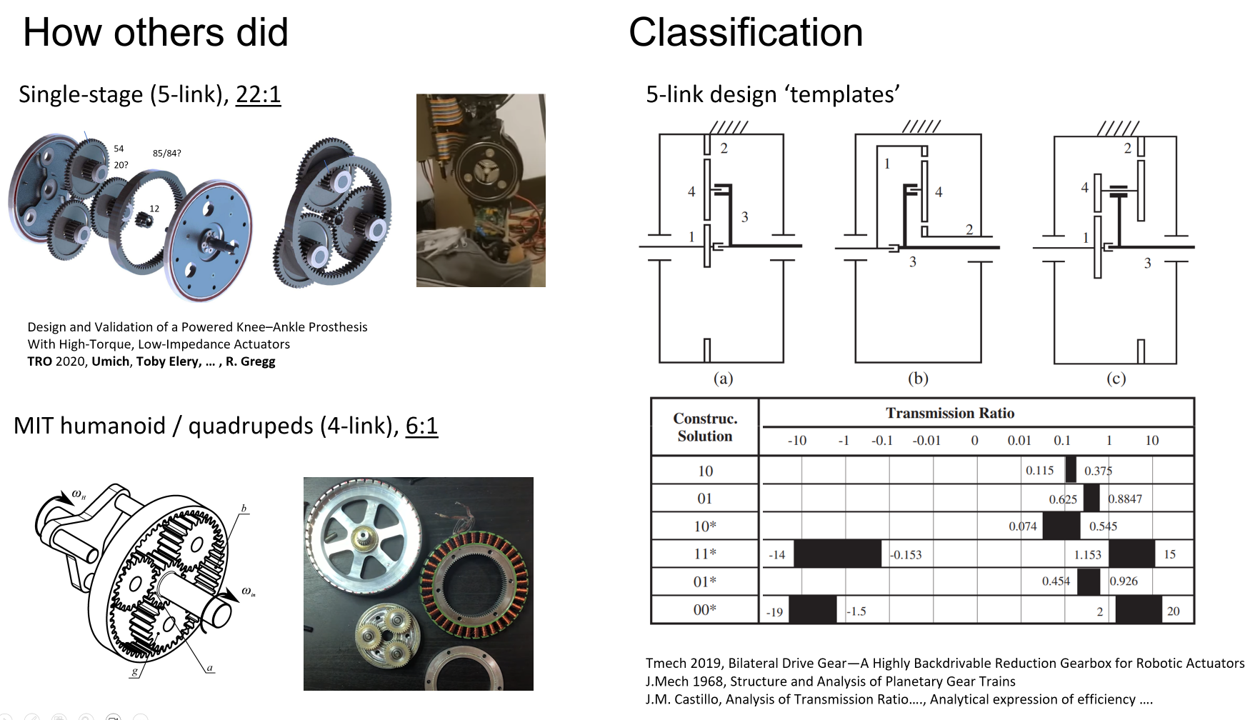 How others did
Single-stage (5-link), 22:1
54
20?
85/84?
12
Design and Validation of a Powered Knee–Ankle Prosthesis
With High-Torque, Low-Impedance Actuators
TRO 2020, Umich, Toby Elery, ... , R. Gregg
MIT humanoid / quadrupeds (4-link), 6:1
ωH
b
ωin
g
a
Classification
5-link design ‘templates’
2
4
3
1
(a)
1
4
2
3
(b)
2
4
1
3
(c)
Construc. Solution
Transmission Ratio
-10 -1 -0.1 -0.01 0 0.01 0.1 1 10
10 0.115 0.375
01 0.625 0.8847
10* 0.074 0.545
11* -14 -0.153 1.153 15
01* 0.454 0.926
00* -19 -1.5 2 20
Tmech 2019, Bilateral Drive Gear—A Highly Backdrivable Reduction Gearbox for Robotic Actuators
J.Mech 1968, Structure and Analysis of Planetary Gear Trains
J.M. Castillo, Analysis of Transmission Ratio...., Analytical expression of efficiency ....